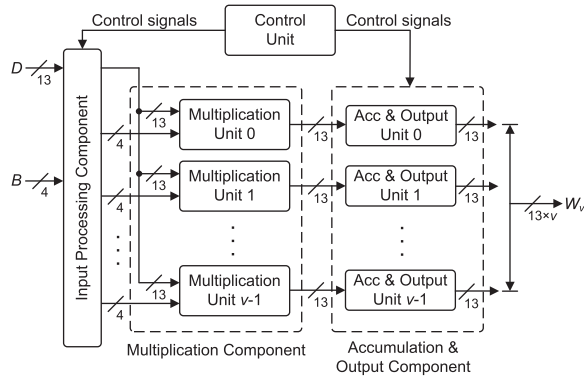 Control signals
Control
Unit
Control signals
D
13
B
4
Input Processing Component
13
4
Multiplication
Unit 0
13
Acc & Output
Unit 0
13
13
4
Multiplication
Unit 1
13
Acc & Output
Unit 1
13
13
4
Multiplication
Unit v-1
13
Acc & Output
Unit v-1
13
13×v
Wv
Multiplication Component
Accumulation &
Output Component